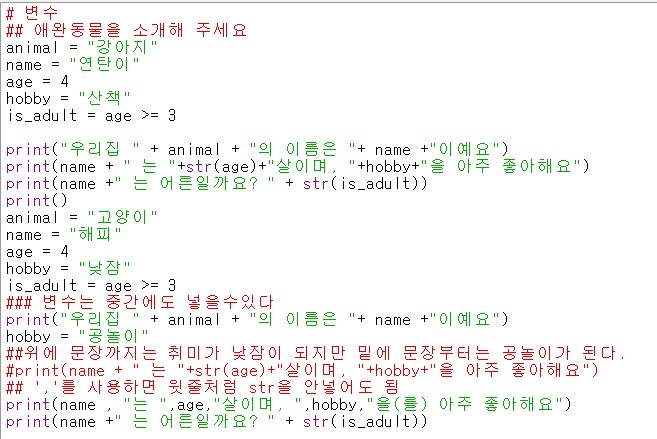 # 변수
## 애완동물을 소개해 주세요
animal = "강아지"
name = "연탄이"
age = 4
hobby = "산책"
is_adult = age >= 3
print("우리집 " + animal + "의 이름은 "+ name +"이예요")
print(name + " 는 "+str(age)+"살이며, "+hobby+"을 아주 좋아해요")
print(name +" 는 어른일까요? " + str(is_adult))
print()
animal = "고양이"
name = "해피"
age = 4
hobby = "낮잠"
is_adult = age >= 3
### 변수는 중간에도 넣을수있다
print("우리집 " + animal + "의 이름은 "+ name +"이예요")
hobby = "공놀이"
##위에 문장까지는 취미가 낮잠이 되지만 밑에 문장부터는 공놀이가 된다.
#print(name + " 는 "+str(age)+"살이며, "+hobby+"을 아주 좋아해요")
## ','를 사용하면 윗줄처럼 str을 안넣어도 됨
print(name , "는 ",age,"살이며, ",hobby,"을(를) 아주 좋아해요")
print(name +" 는 어른일까요? " + str(is_adult))